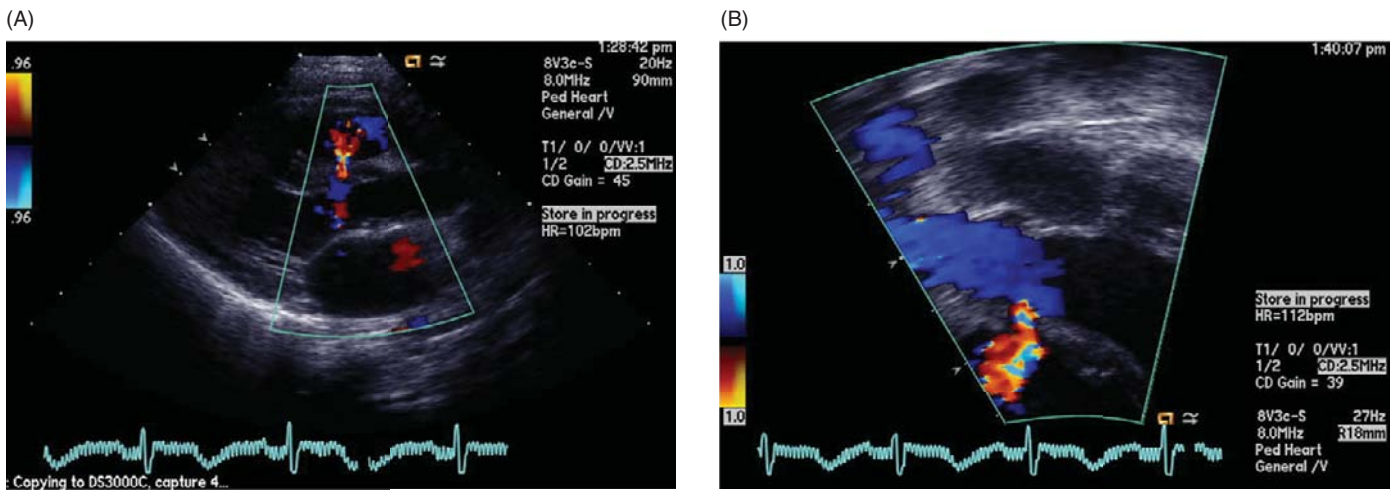 (A)
.96
.96
1:28:42 pm
8V3c-S 20Hz
8.0MHz 90mm
Ped Heart
General /V
T1/ 0/ 0/VV:1
1/2 CD:2.5MHz
CD Gain = 45
Store in progress
HR=102bpm
: Copying to DS3000C, capture 4...
(B)
1:40:07 pm
1.0
1.0
Store in progress
HR=112bpm
T1/ 0/ 0/VV:1
1/2 CD:2.5MHz
CD Gain = 39
8V3c-S 27Hz
8.0MHz R18mm
Ped Heart
General /V